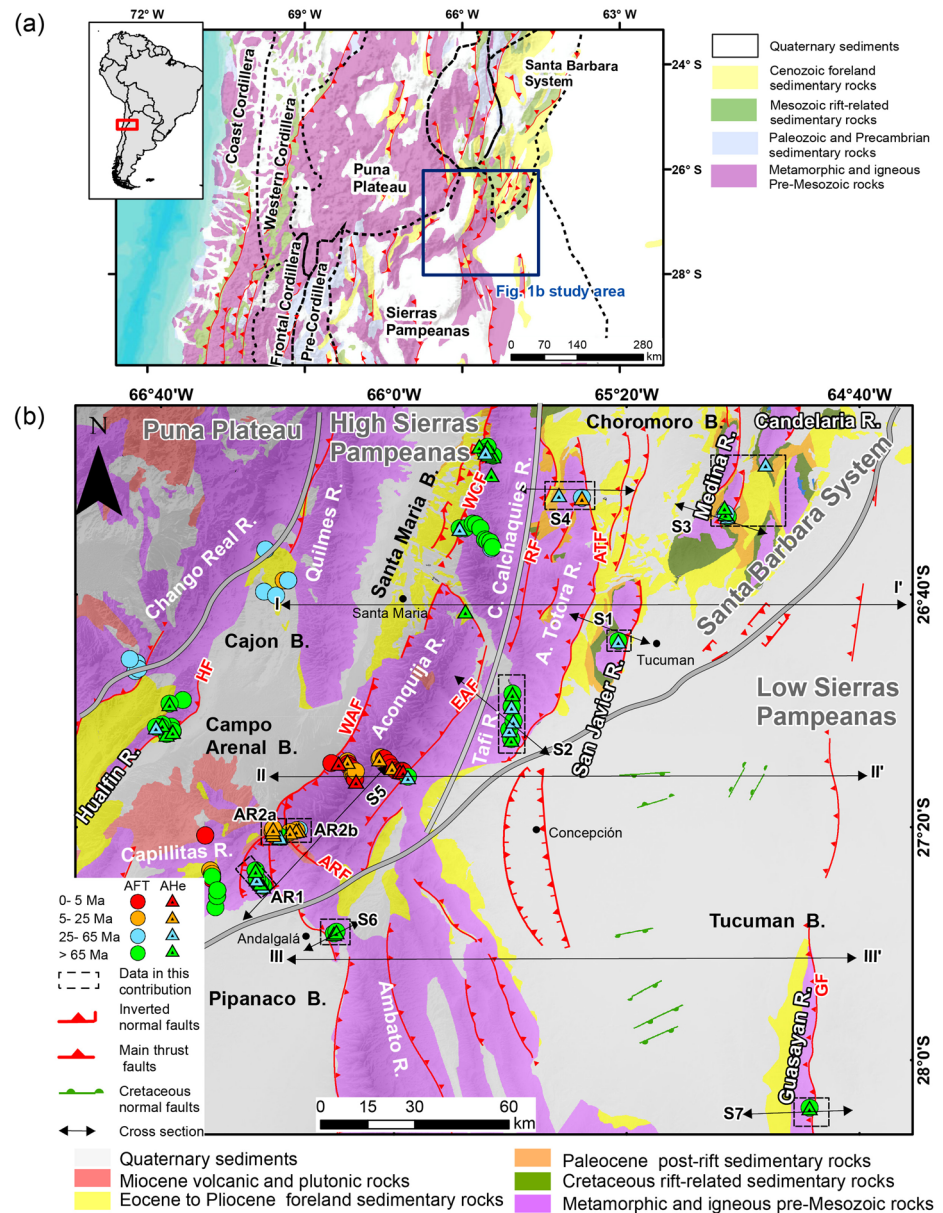 (a)
72°W
69°W
66°W
63°W
24° S
26° S
28° S
Coast Cordillera
Western Cordillera
Frontal Cordillera
Pre-Cordillera
Puna
Plateau
Santa Barbara
System
Sierras
Pampeanas
Fig. 1b study area
0 70 140 280
km
Quaternary sediments
Cenozoic foreland
sedimentary rocks
Mesozoic rift-related
sedimentary rocks
Paleozoic and Precambrian
sedimentary rocks
Metamorphic and igneous
Pre-Mesozoic rocks
(b)
66°40'W
66°0'W
65°20'W
64°40'W
26°40'S
27°20'S
28°0'S
N
Puna Plateau
High Sierras
Pampeanas
Choromoro B.
Candelaria R.
Medina R.
Santa Barbara System
Low Sierras
Pampeanas
Chango Real R.
Quilmes R.
Santa Maria B.
WCF
C. Calchaquies R.
RF
ATF
S4
S3
A. Totora R.
I
I'
Santa Maria
Cajon B.
S1
Tucuman
San Javier R.
HF
Hualfin R.
Campo
Arenal B.
WAF
Aconquija R.
EAF
Tafi R.
S2
II
II'
S5
AR2a
AR2b
Concepción
Capillitas R.
ARF
AR1
S6
Andalgalá
III
III'
Tucuman B.
Pipanaco B.
Ambato R.
GF
Guasayan R.
S7
AFT AHe
0- 5 Ma
5- 25 Ma
25- 65 Ma
> 65 Ma
Data in this
contribution
Inverted
normal faults
Main thrust
faults
Cretaceous
normal faults
Cross section
0 15 30 60
km
Quaternary sediments
Miocene volcanic and plutonic rocks
Eocene to Pliocene foreland sedimentary rocks
Paleocene post-rift sedimentary rocks
Cretaceous rift-related sedimentary rocks
Metamorphic and igneous pre-Mesozoic rocks